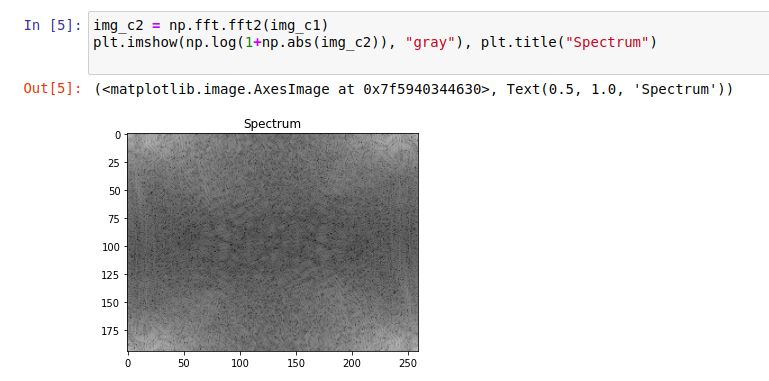 In [5]: img_c2 = np.fft.fft2(img_c1)
plt.imshow(np.log(1+np.abs(img_c2)), "gray"), plt.title("Spectrum")
Out[5]: (<matplotlib.image.AxesImage at 0x7f5940344630>, Text(0.5, 1.0, 'Spectrum'))
Spectrum
0
25
50
75
100
125
150
175
0 50 100 150 200 250